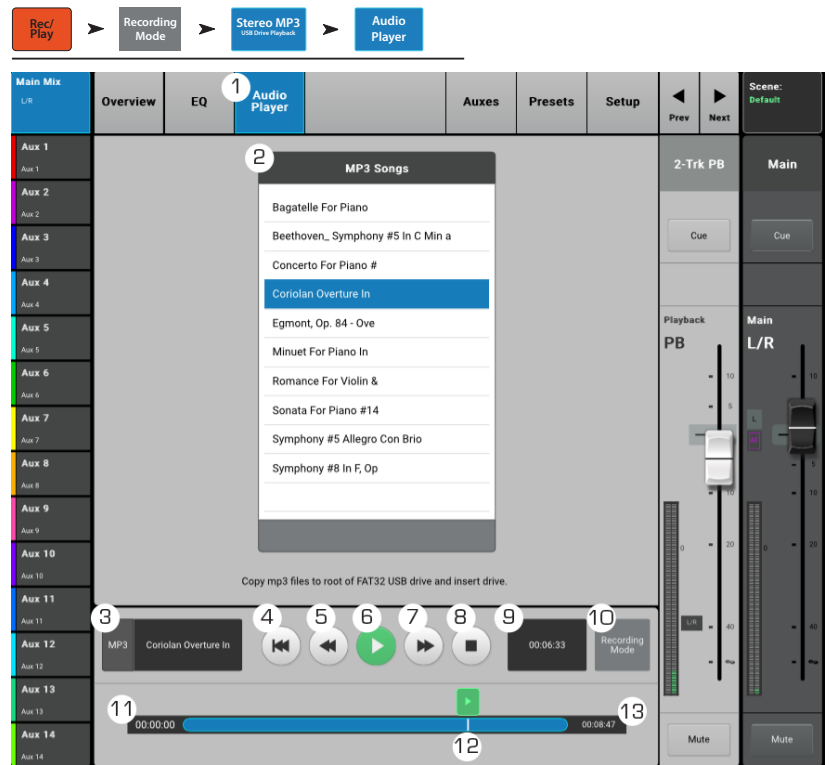 Rec/
Play
Recording
Mode
Stereo MP3
USB Drive Playback
Audio
Player
Main Mix
L/R
Overview
EQ
1
Audio
Player
Auxes
Presets
Setup
Prev
Next
Scene:
Default
Aux 1
Aux 1
Aux 2
Aux 2
Aux 3
Aux 3
Aux 4
Aux 4
Aux 5
Aux 5
Aux 6
Aux 6
Aux 7
Aux 7
Aux 8
Aux 8
Aux 9
Aux 9
Aux 10
Aux 10
Aux 11
Aux 11
Aux 12
Aux 12
Aux 13
Aux 13
Aux 14
Aux 14
2
MP3 Songs
Bagatelle For Piano
Beethoven_ Symphony #5 In C Min a
Concerto For Piano #
Coriolan Overture In
Egmont, Op. 84 - Ove
Minuet For Piano In
Romance For Violin &
Sonata For Piano #14
Symphony #5 Allegro Con Brio
Symphony #8 In F, Op
Copy mp3 files to root of FAT32 USB drive and insert drive.
3
MP3
Coriolan Overture In
4
5
6
7
8
9
00:06:33
10
Recording
Mode
11
00:00:00
12
13
00:08:47
2-Trk PB
Cue
Playback
PB
10
5
10
0
20
L/R
40
∞
Mute
Main
Cue
Main
L/R
10
L
5
10
0
20
40
∞
Mute